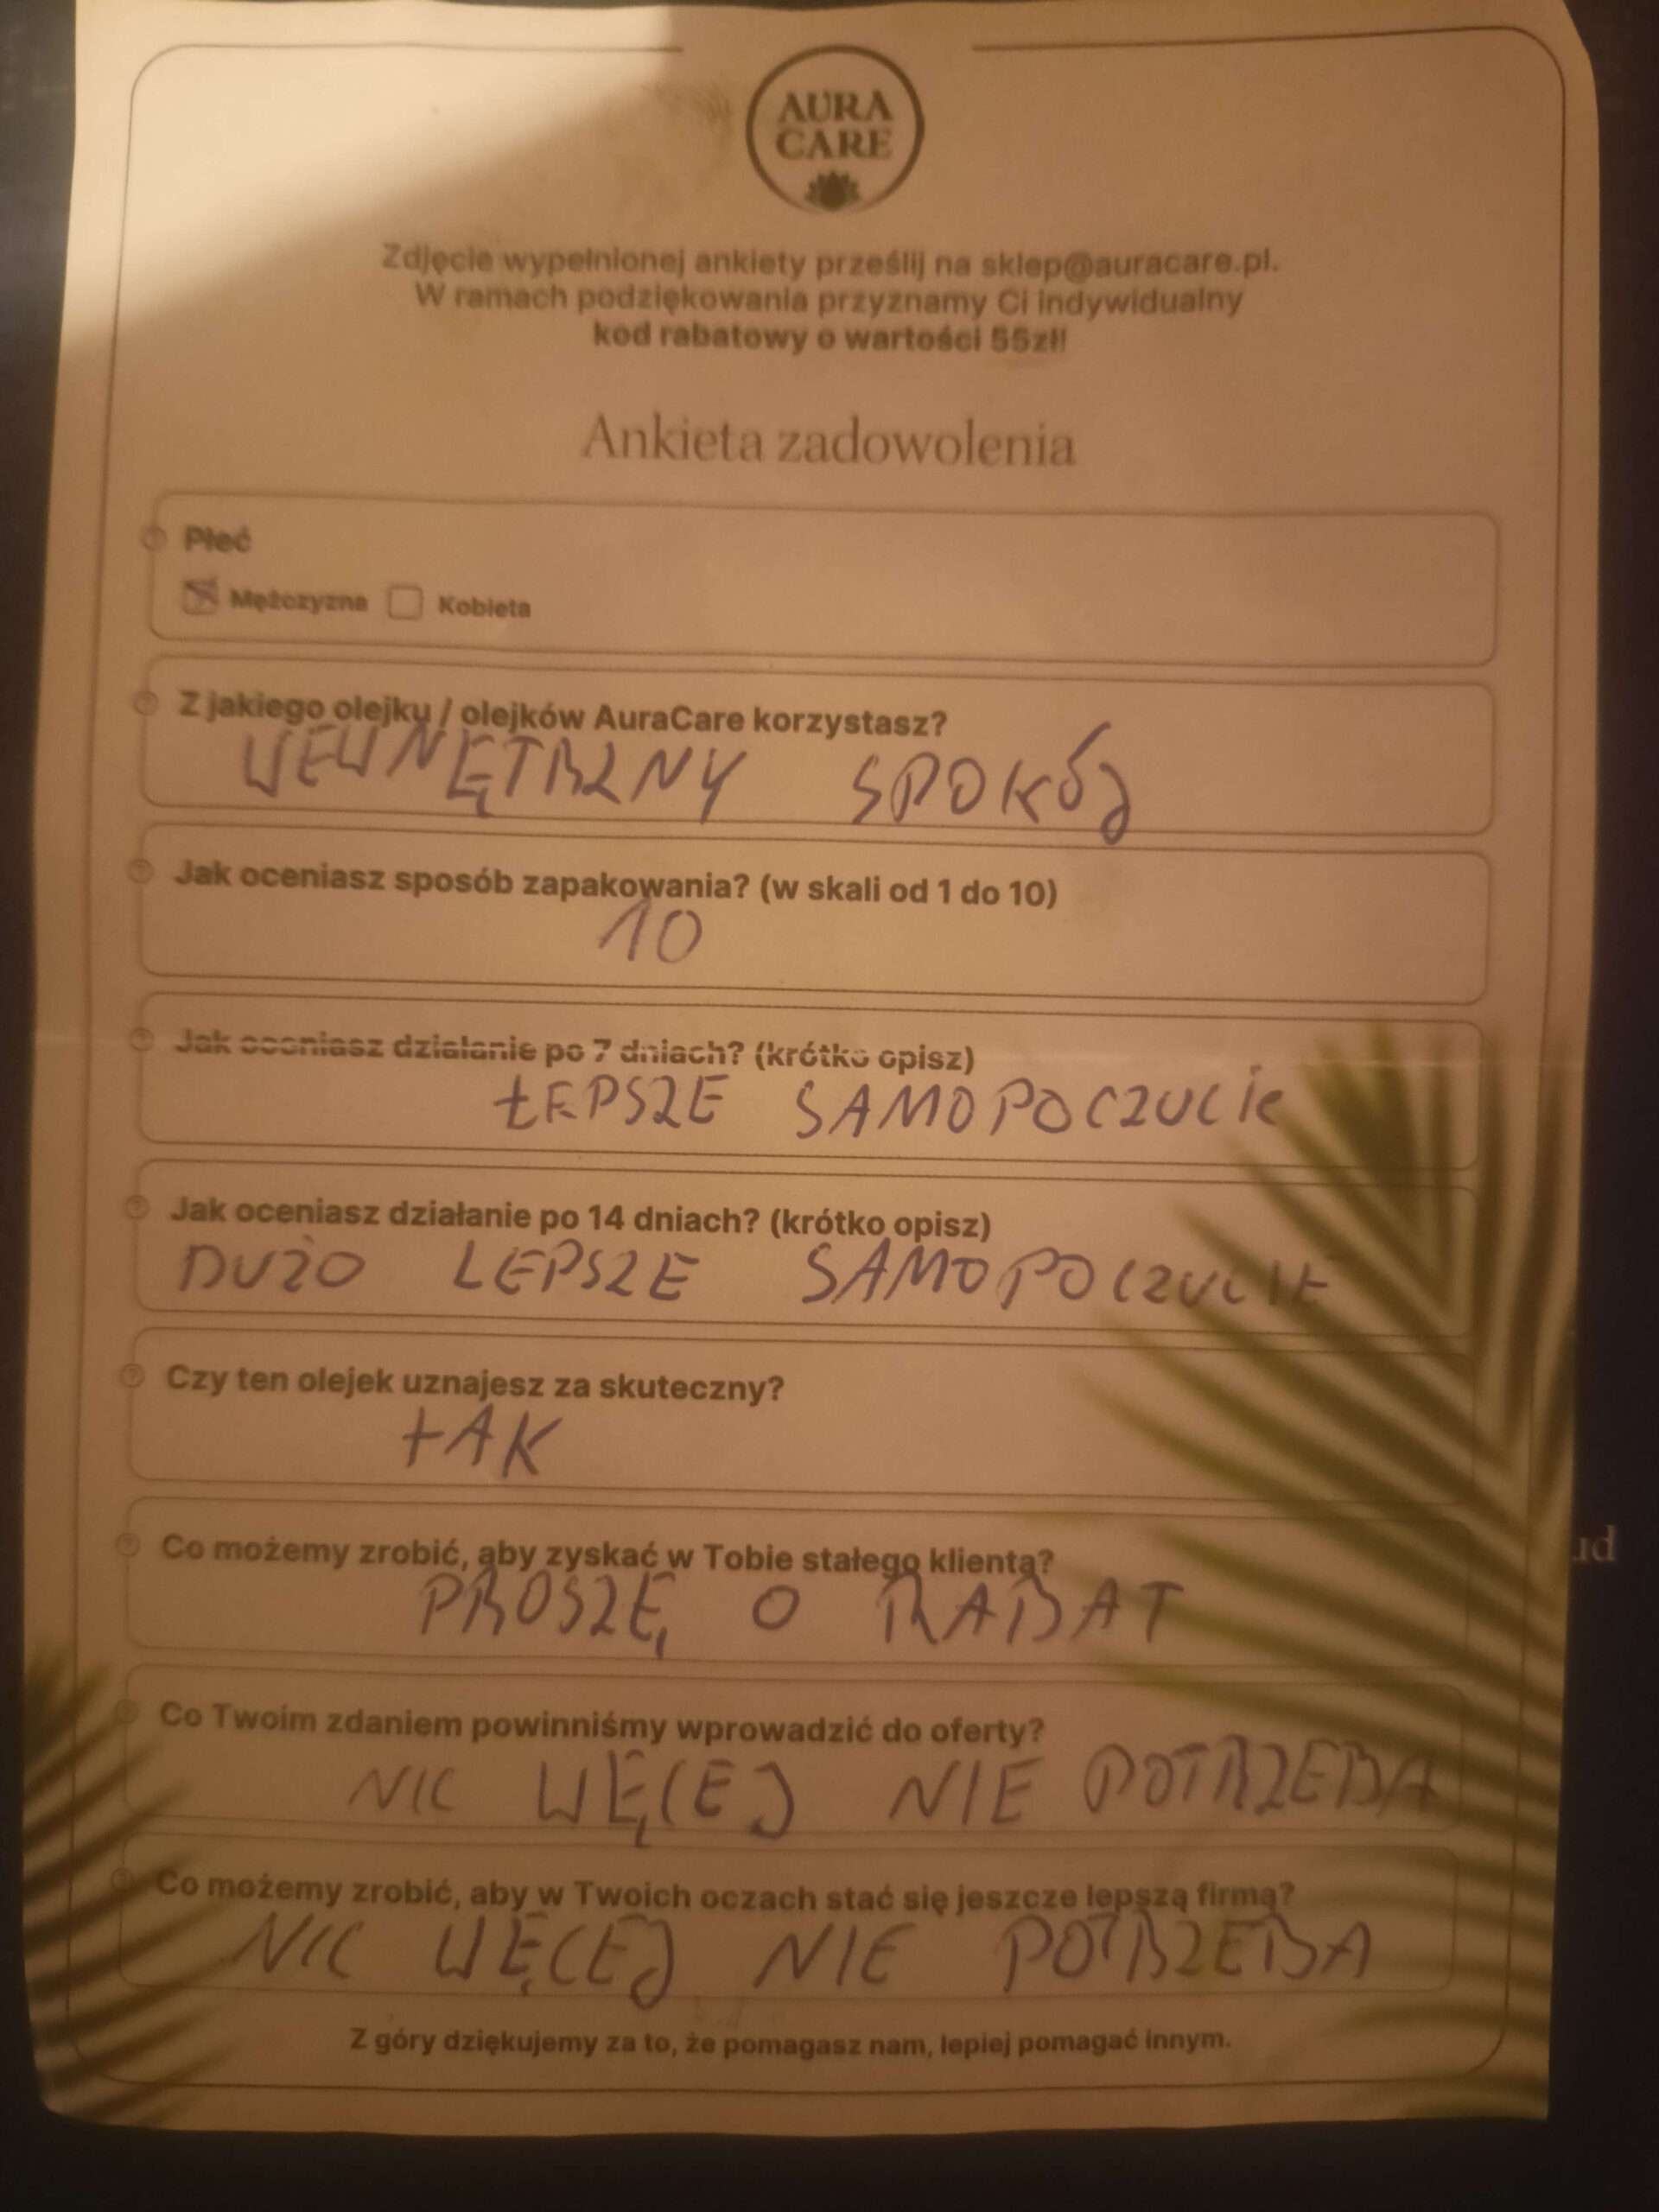 AURA
CARE
Zdjęcie wypełnionej ankiety prześlij na sklep@auracare.pl.
W ramach podziękowania przyznamy Ci indywidualny
kod rabatowy o wartości 55zł!
Ankieta zadowolenia
Płeć
Mężczyzna Kobieta
Z jakiego olejku / olejków AuraCare korzystasz?
WEWNĘTRZNY SPOKÓJ
Jak oceniasz sposób zapakowania? (w skali od 1 do 10)
10
Jak oceniasz działanie po 7 dniach? (krótko opisz)
ŁEPSZE SAMOPOCZUCie
Jak oceniasz działanie po 14 dniach? (krótko opisz)
DUŻO LEPSZE SAMOPOCZUCIE
Czy ten olejek uznajesz za skuteczny?
tAK
Co możemy zrobić, aby zyskać w Tobie stałego klienta?
PROSZĘ O RABAT
Co Twoim zdaniem powinniśmy wprowadzić do oferty?
NIC WĘCEJ NIE POTRZEBA
Co możemy zrobić, aby w Twoich oczach stać się jeszcze lepszą firmą?
NIC WĘCEJ NIE POTRZEBA
Z góry dziękujemy za to, że pomagasz nam, lepiej pomagać innym.